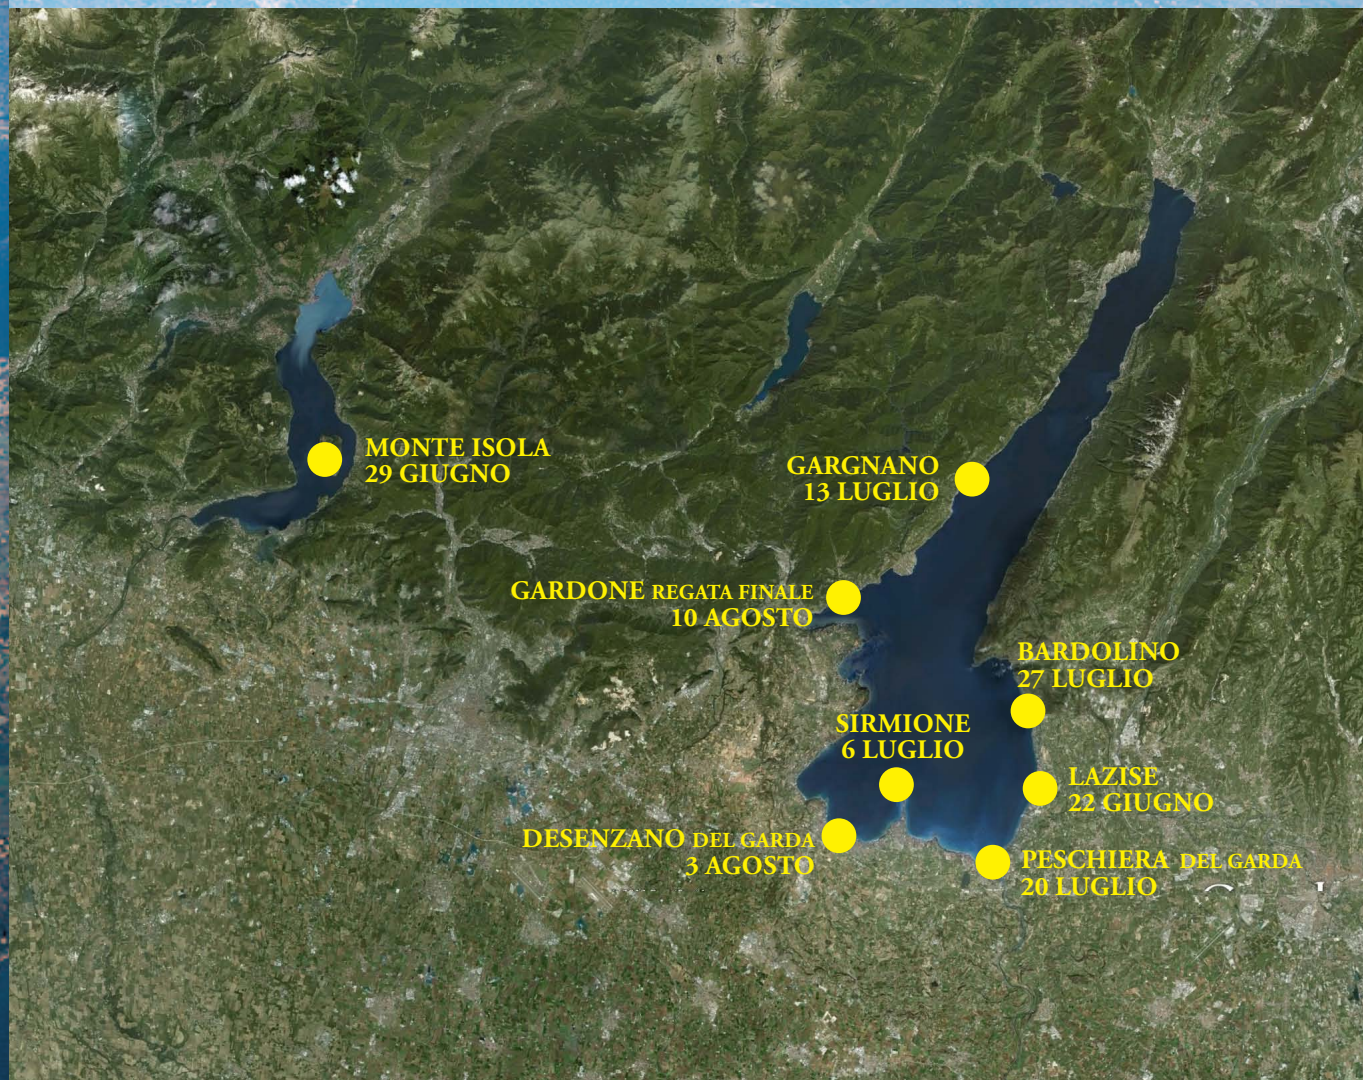 MONTE ISOLA
29 GIUGNO
GARGNANO
13 LUGLIO
GARDONE REGATA FINALE
10 AGOSTO
BARDOLINO
27 LUGLIO
SIRMIONE
6 LUGLIO
LAZISE
22 GIUGNO
DESENZANO DEL GARDA
3 AGOSTO
PESCHIERA DEL GARDA
20 LUGLIO